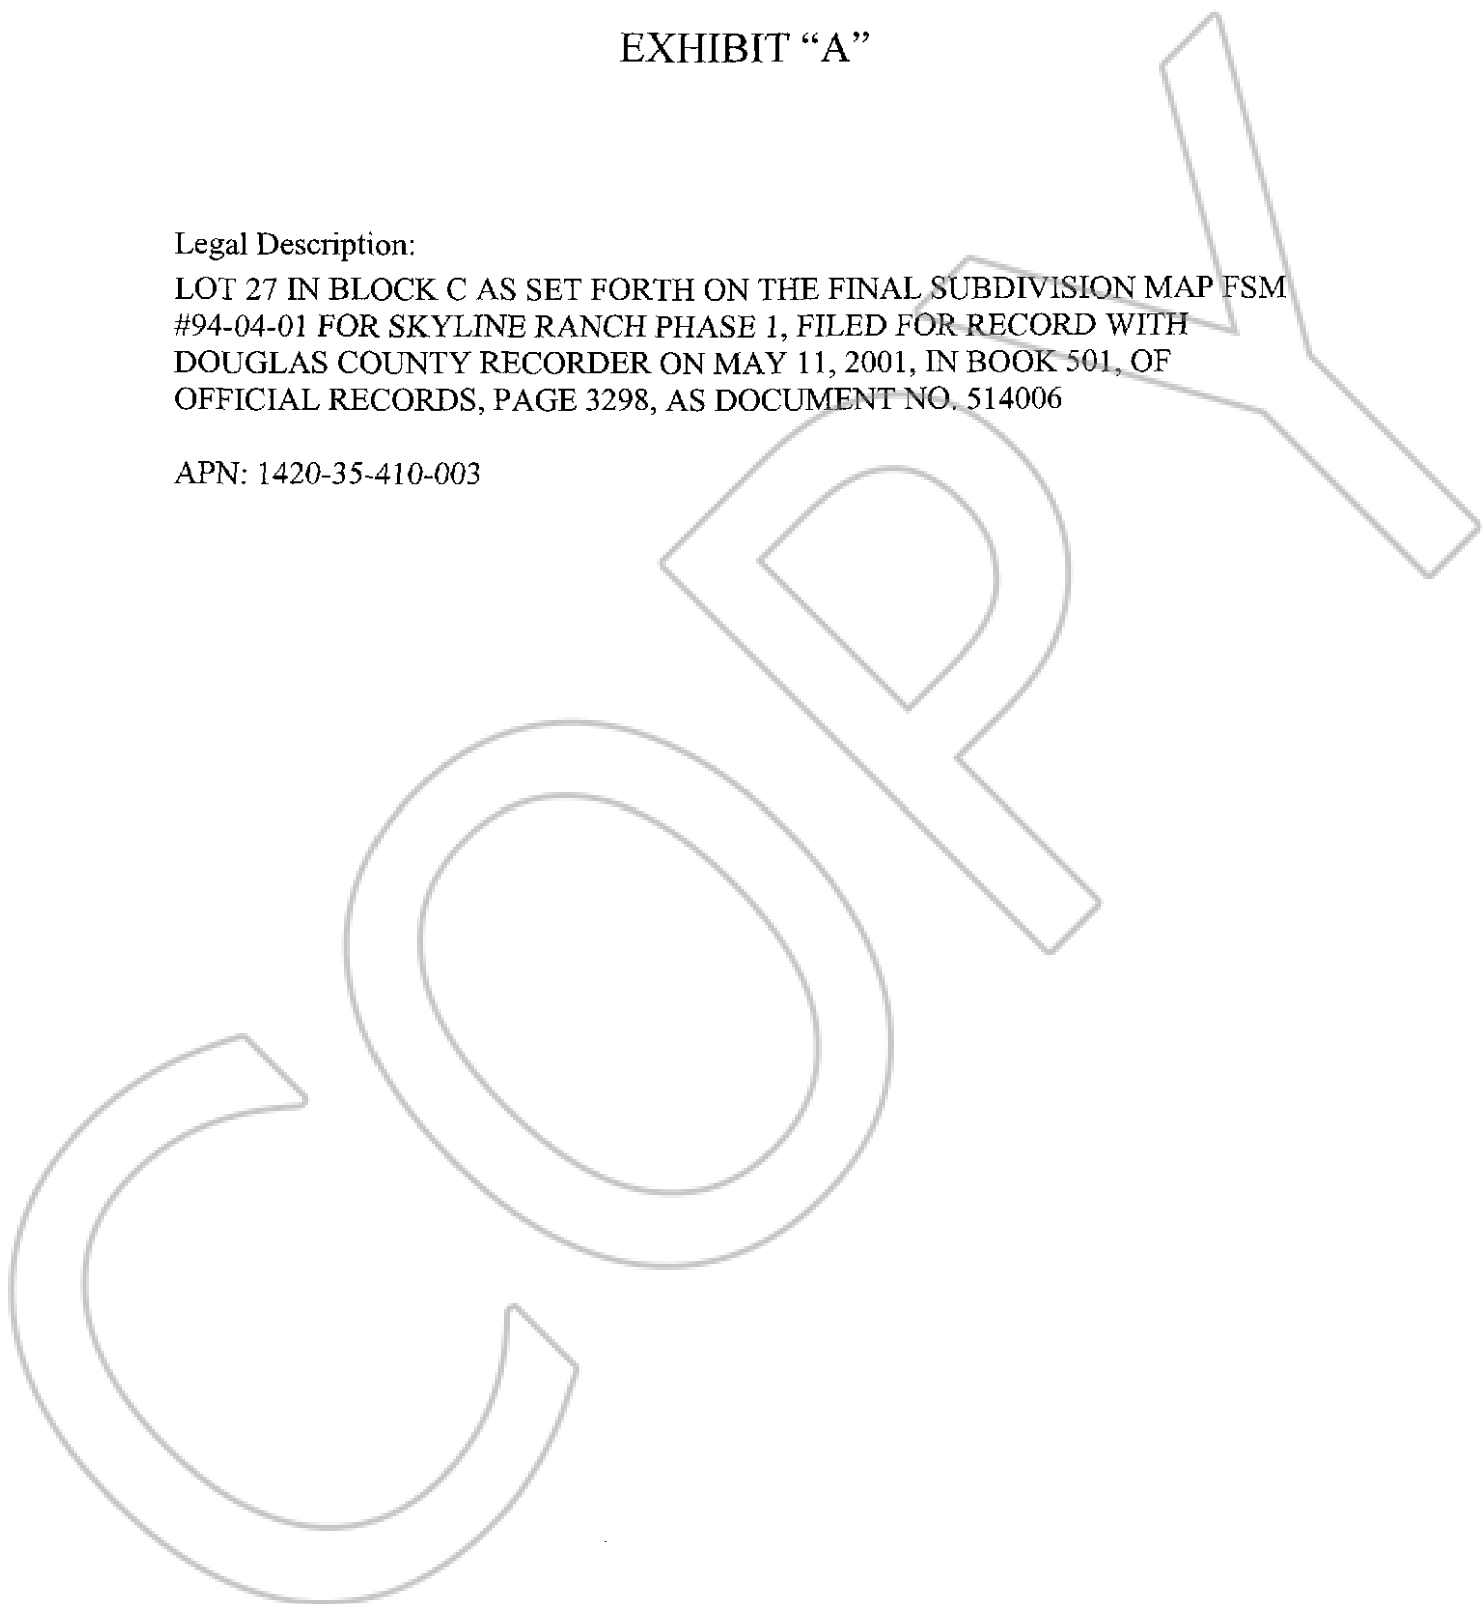 EXHIBIT “A”
Legal Description:
LOT 27 IN BLOCK C AS SET FORTH ON THE FINAL SUBDIVISION MAP FSM
#94-04-01 FOR SKYLINE RANCH PHASE 1, FILED FOR RECORD WITH
DOUGLAS COUNTY RECORDER ON MAY 11, 2001, IN BOOK 501, OF
OFFICIAL RECORDS, PAGE 3298, AS DOCUMENT NO. 514006
APN: 1420-35-410-003
COPY